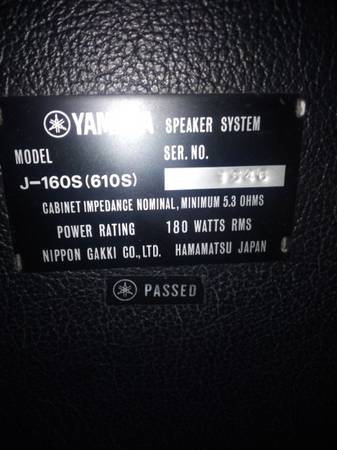 YAMAHA SPEAKER SYSTEM
MODEL SER. NO.
J-160S(610S) 1546
CABINET IMPEDANCE NOMINAL, MINIMUM 5.3 OHMS
POWER RATING 180 WATTS RMS
NIPPON GAKKI CO., LTD. HAMAMATSU JAPAN
PASSED